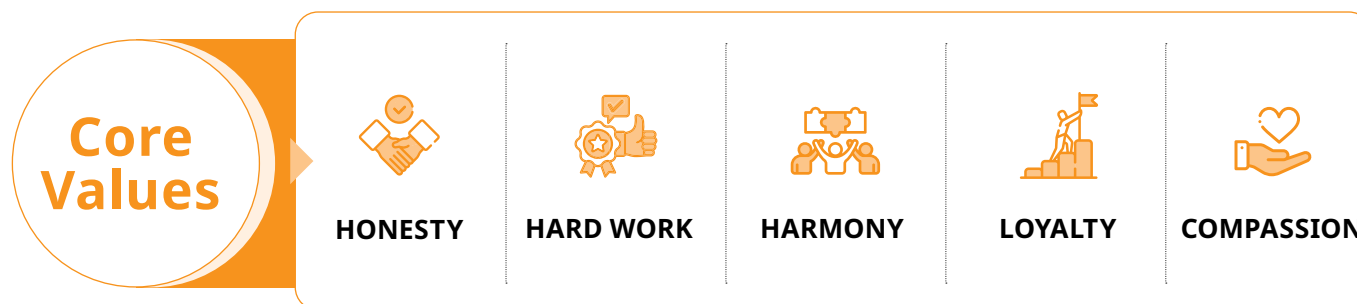 Core
Values
HONESTY
HARD WORK
HARMONY
LOYALTY
COMPASSION